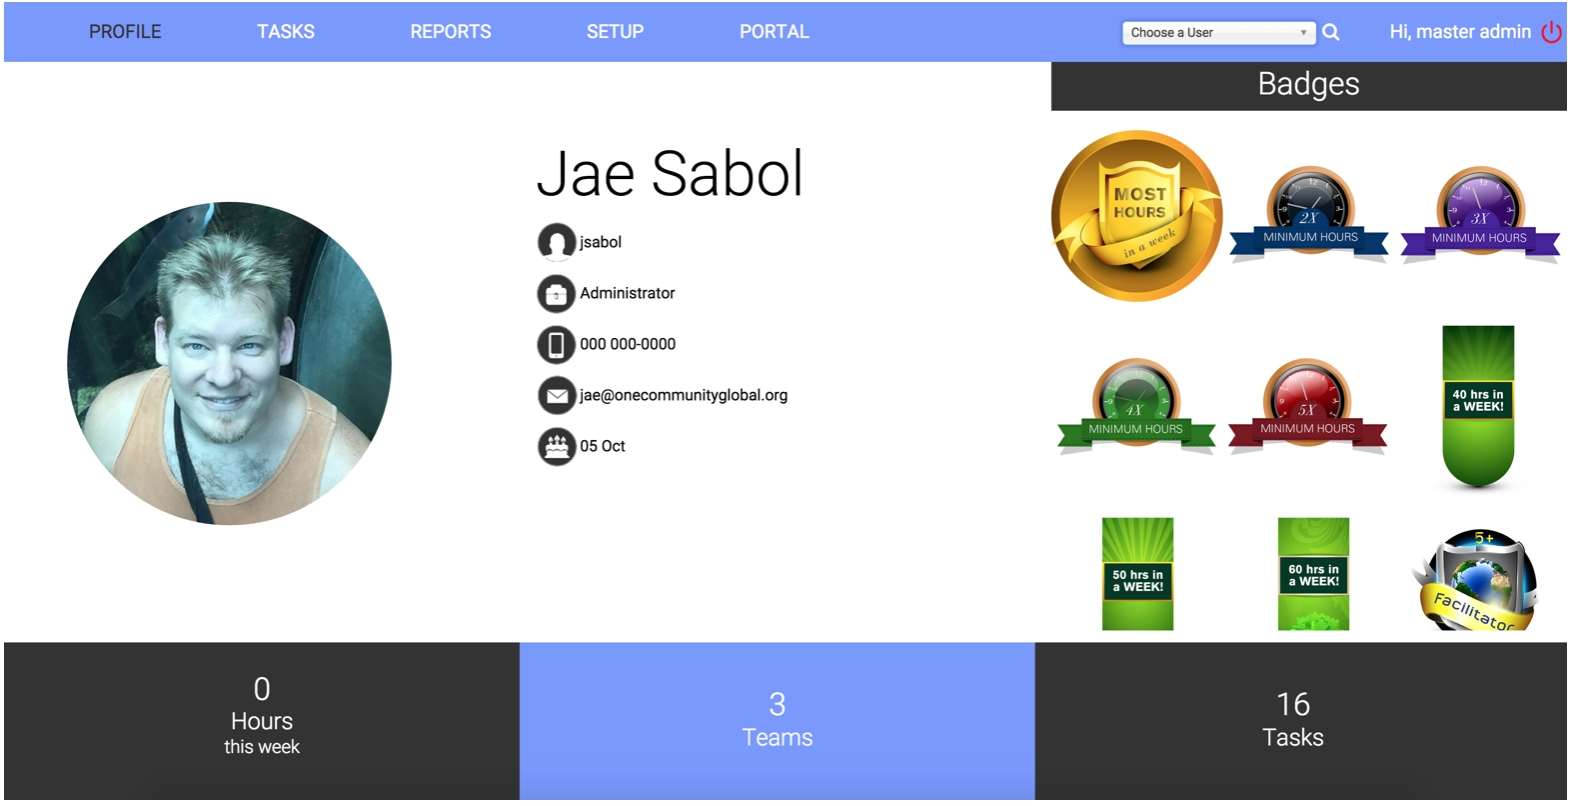 PROFILE TASKS REPORTS SETUP PORTAL Choose a User Hi, master admin
Badges
Jae Sabol
jsabol
Administrator
000 000-0000
jae@onecommunityglobal.org
05 Oct
MOST
HOURS
in a week
2X
MINIMUM HOURS
3X
MINIMUM HOURS
4X
MINIMUM HOURS
5X
MINIMUM HOURS
40 hrs in
a WEEK!
50 hrs in
a WEEK!
60 hrs in
a WEEK!
5+
Facilitator
0
Hours
this week
3
Teams
16
Tasks